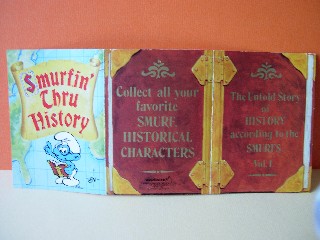 Smurfin'
Thru
History
Collect all your
favorite
SMURF
HISTORICAL
CHARACTERS
The Untold Story
of
HISTORY
according to the
SMURFS
Vol. 1